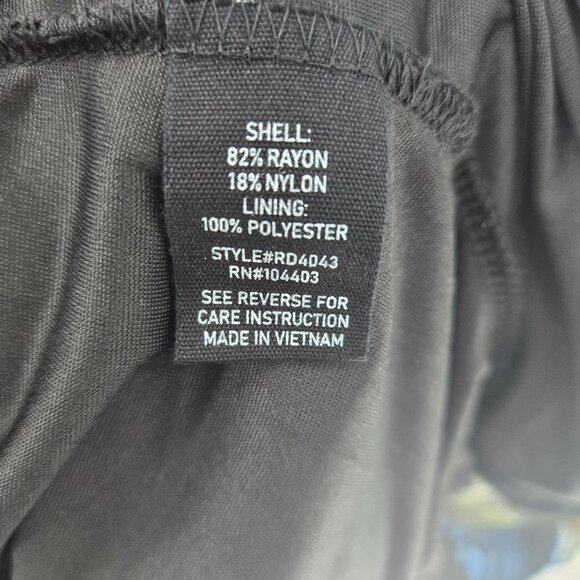 SHELL:
82% RAYON
18% NYLON
LINING:
100% POLYESTER
STYLE#RD4043
RN#104403
SEE REVERSE FOR
CARE INSTRUCTION
MADE IN VIETNAM